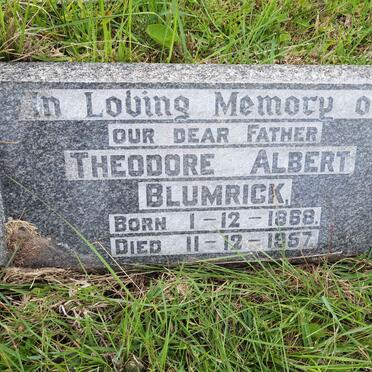 In Loving Memory o
OUR DEAR FATHER
THEODORE ALBERT
BLUMRICK,
BORN 1-12-1868.
DIED 11-12-1957.